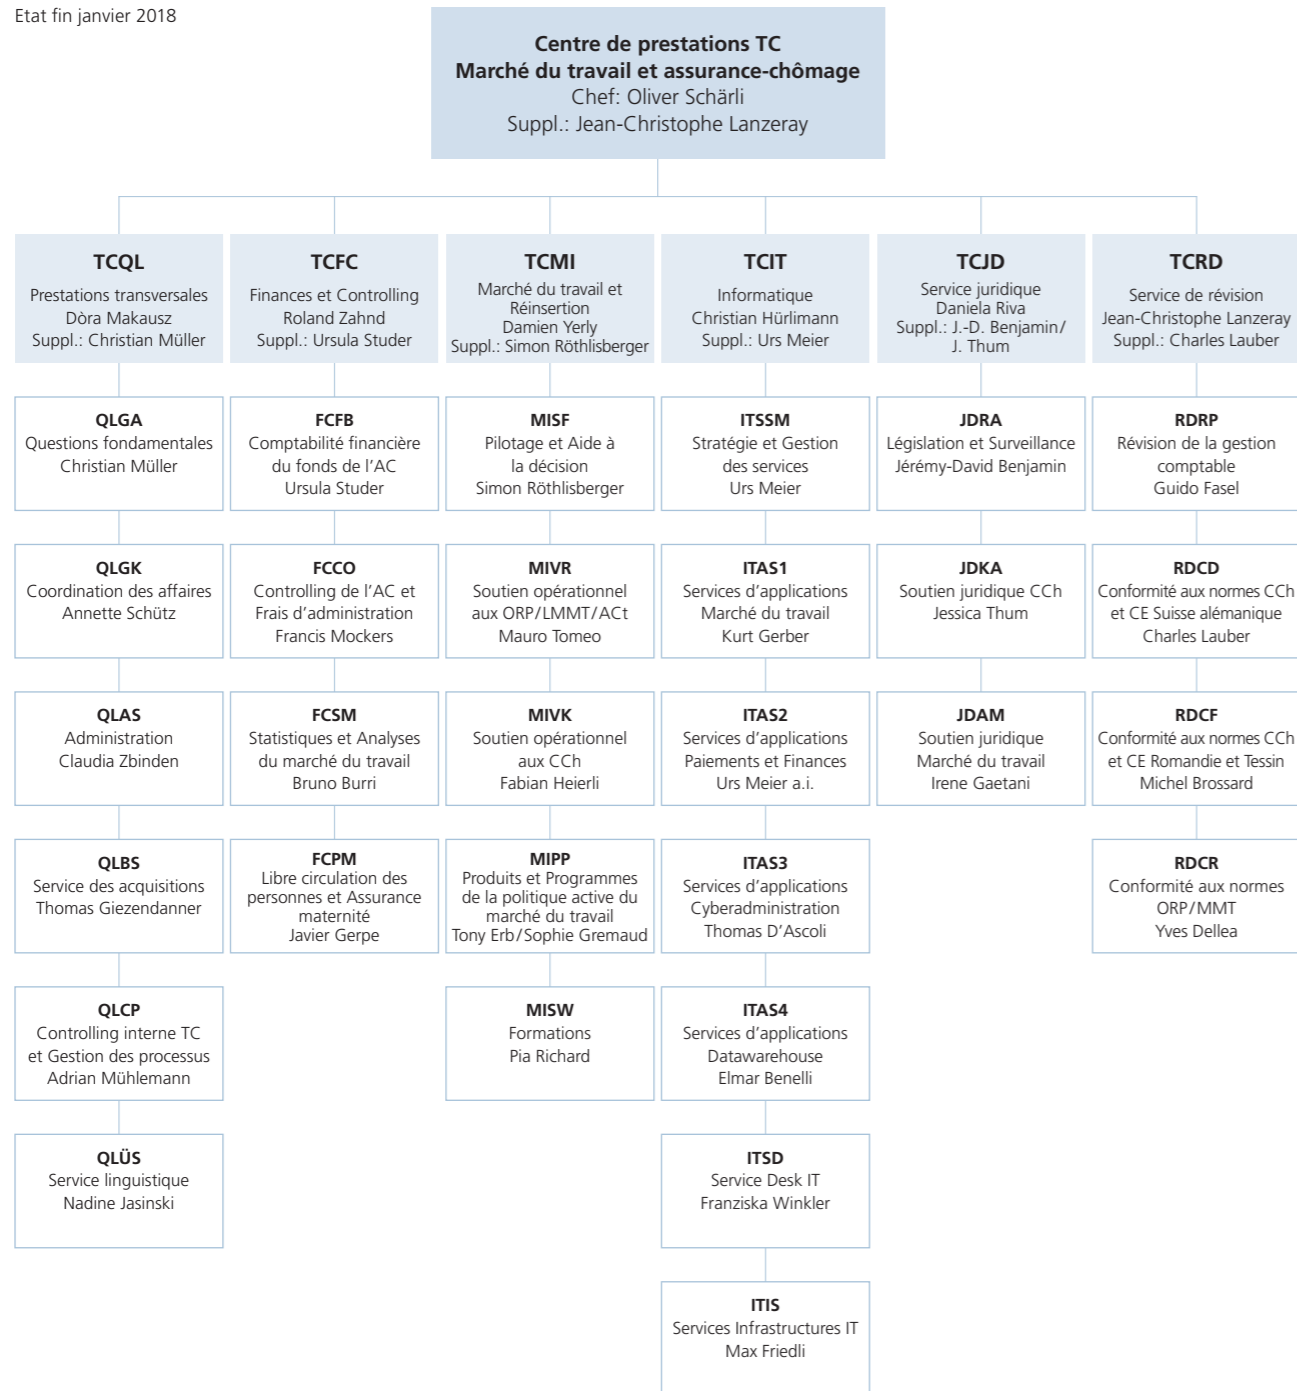 Etat fin janvier 2018
Centre de prestations TC
Marché du travail et assurance-chômage
Chef: Oliver Schärli
Suppl.: Jean-Christophe Lanzeray
TCQL
Prestations transversales
Dòra Makausz
Suppl.: Christian Müller
QLGA
Questions fondamentales
Christian Müller
QLGK
Coordination des affaires
Annette Schütz
QLAS
Administration
Claudia Zbinden
QLBS
Service des acquisitions
Thomas Giezendanner
QLCP
Controlling interne TC
et Gestion des processus
Adrian Mühlemann
QLÜS
Service linguistique
Nadine Jasinski
TCFC
Finances et Controlling
Roland Zahnd
Suppl.: Ursula Studer
FCFB
Comptabilité financière
du fonds de l'AC
Ursula Studer
FCCO
Controlling de l'AC et
Frais d'administration
Francis Mockers
FCSM
Statistiques et Analyses
du marché du travail
Bruno Burri
FCPM
Libre circulation des
personnes et Assurance
maternité
Javier Gerpe
TCMI
Marché du travail et
Réinsertion
Damien Yerly
Suppl.: Simon Röthlisberger
MISF
Pilotage et Aide à
la décision
Simon Röthlisberger
MIVR
Soutien opérationnel
aux ORP/LMMT/ACt
Mauro Tomeo
MIVK
Soutien opérationnel
aux CCh
Fabian Heierli
MIPP
Produits et Programmes
de la politique active du
marché du travail
Tony Erb/Sophie Gremaud
MISW
Formations
Pia Richard
TCIT
Informatique
Christian Hürlimann
Suppl.: Urs Meier
ITSSM
Stratégie et Gestion
des services
Urs Meier
ITAS1
Services d'applications
Marché du travail
Kurt Gerber
ITAS2
Services d'applications
Paiements et Finances
Urs Meier a.i.
ITAS3
Services d'applications
Cyberadministration
Thomas D'Ascoli
ITAS4
Services d'applications
Datawarehouse
Elmar Benelli
ITSD
Service Desk IT
Franziska Winkler
ITIS
Services Infrastructures IT
Max Friedli
TCJD
Service juridique
Daniela Riva
Suppl.: J.-D. Benjamin/
J. Thum
JDRA
Législation et Surveillance
Jérémy-David Benjamin
JDKA
Soutien juridique CCh
Jessica Thum
JDAM
Soutien juridique
Marché du travail
Irene Gaetani
TCRD
Service de révision
Jean-Christophe Lanzeray
Suppl.: Charles Lauber
RDRP
Révision de la gestion
comptable
Guido Fasel
RDCD
Conformité aux normes CCh
et CE Suisse alémanique
Charles Lauber
RDCF
Conformité aux normes CCh
et CE Romandie et Tessin
Michel Brossard
RDCR
Conformité aux normes
ORP/MMT
Yves Dellea